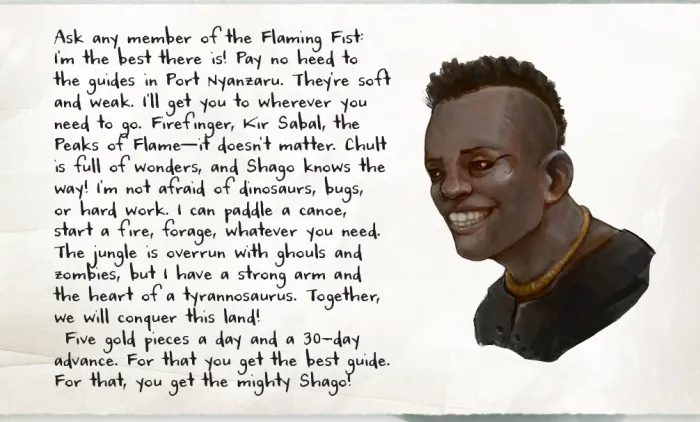 Ask any member of the Flaming Fist:
I'm the best there is! Pay no heed to
the guides in Port Nyanzaru. They're soft
and weak. I'll get you to wherever you
need to go. Firefinger, Kir Sabal, the
Peaks of Flame—it doesn't matter. Chult
is full of wonders, and Shago knows the
way! I'm not afraid of dinosaurs, bugs,
or hard work. I can paddle a canoe,
start a fire, forage, whatever you need.
The jungle is overrun with ghouls and
zombies, but I have a strong arm and
the heart of a tyrannosaurus. Together,
we will conquer this land!
Five gold pieces a day and a 30-day
advance. For that you get the best guide.
For that, you get the mighty Shago!